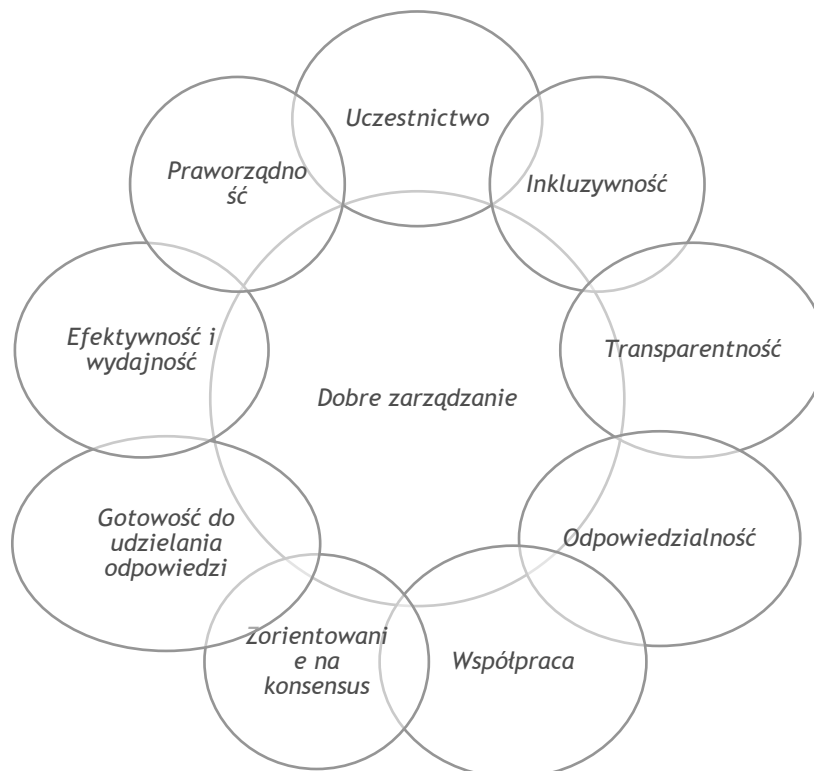 Uczestnictwo
Praworządno
ść
Inkluzywność
Efektywność i
wydajność
Transparentność
Dobre zarządzanie
Gotowość do
udzielania
odpowiedzi
Odpowiedzialność
Zorientowani
e na
konsensus
Współpraca